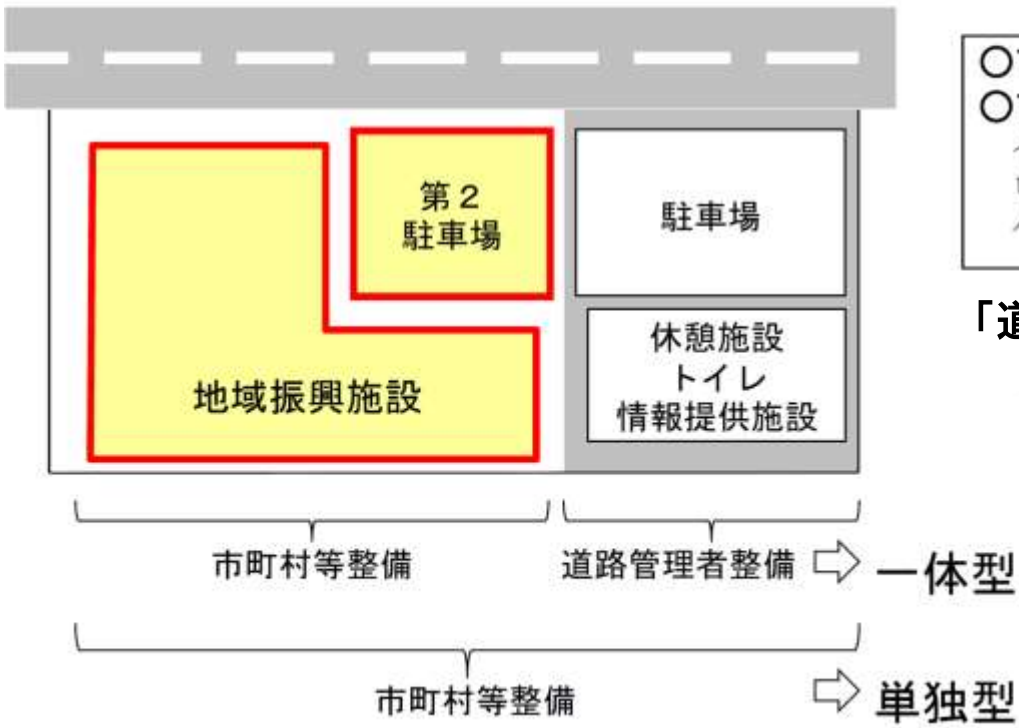 第２
駐車場
駐車場
地域振興施設
休憩施設
トイレ
情報提供施設
「道
市町村等整備
道路管理者整備
一体型
市町村等整備
単独型